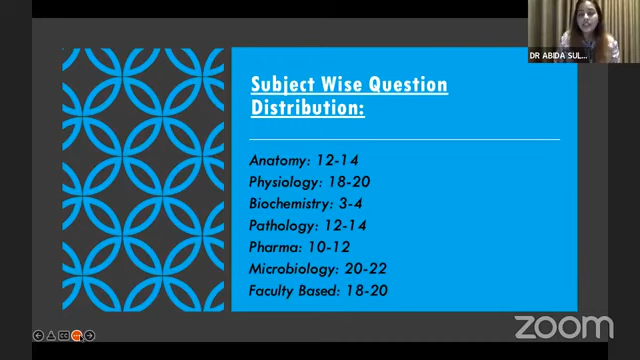 DR ABIDA SUL...
Subject Wise Question
Distribution:
Anatomy: 12-14
Physiology: 18-20
Biochemistry: 3-4
Pathology: 12-14
Pharma: 10-12
Microbiology: 20-22
Faculty Based: 18-20
zoom